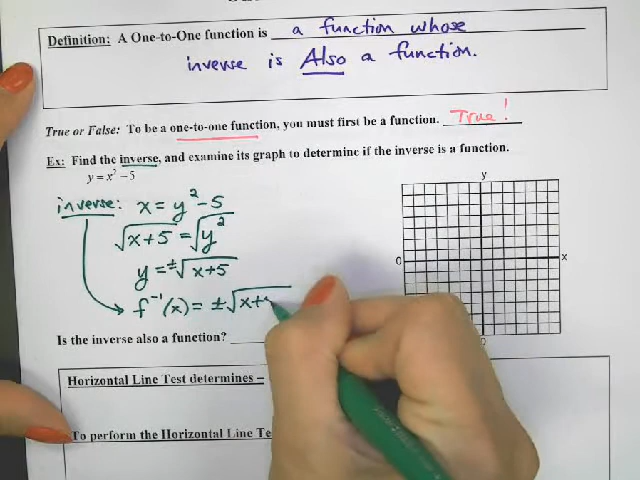 Definition: A One-to-One function is a function whose
inverse is Also a function.
True or False: To be a one-to-one function, you must first be a function. True!
Ex: Find the inverse, and examine its graph to determine if the inverse is a function.
y = x² – 5
inverse: x = y² - 5
√x+5 = √y²
y = ±√x+5
f⁻¹(x) = ±√x+
Is the inverse also a function?
y
0
x
Horizontal Line Test determines –
To perform the Horizontal Line Te